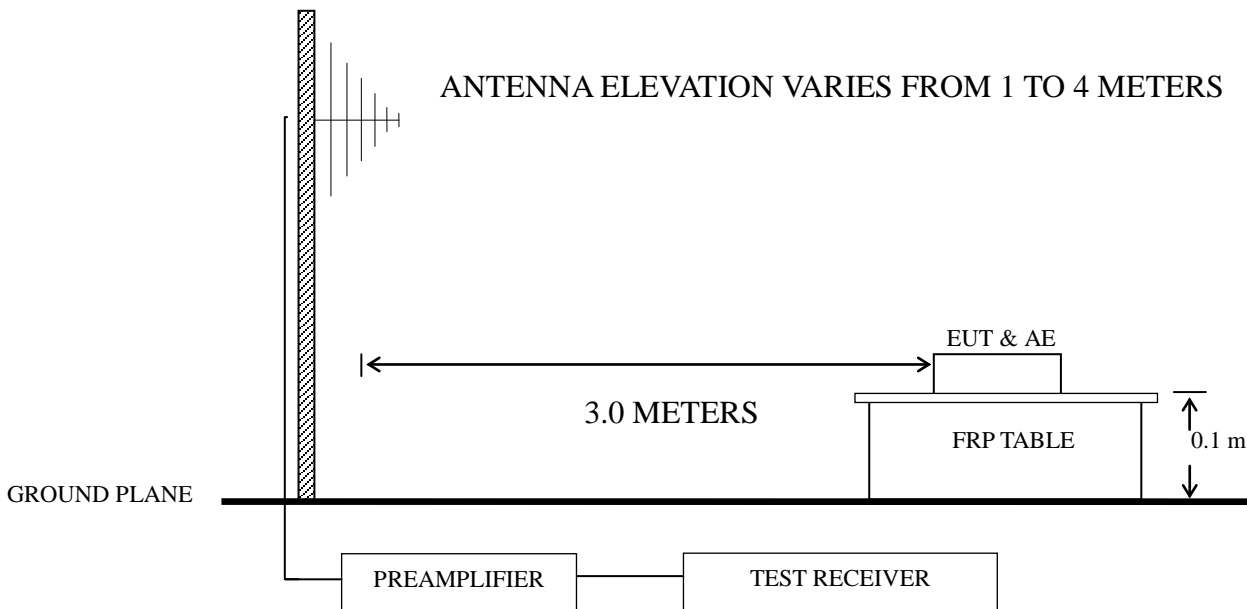 ANTENNA ELEVATION VARIES FROM 1 TO 4 METERS
EUT & AE
3.0 METERS
FRP TABLE
0.1 m
GROUND PLANE
PREAMPLIFIER
TEST RECEIVER